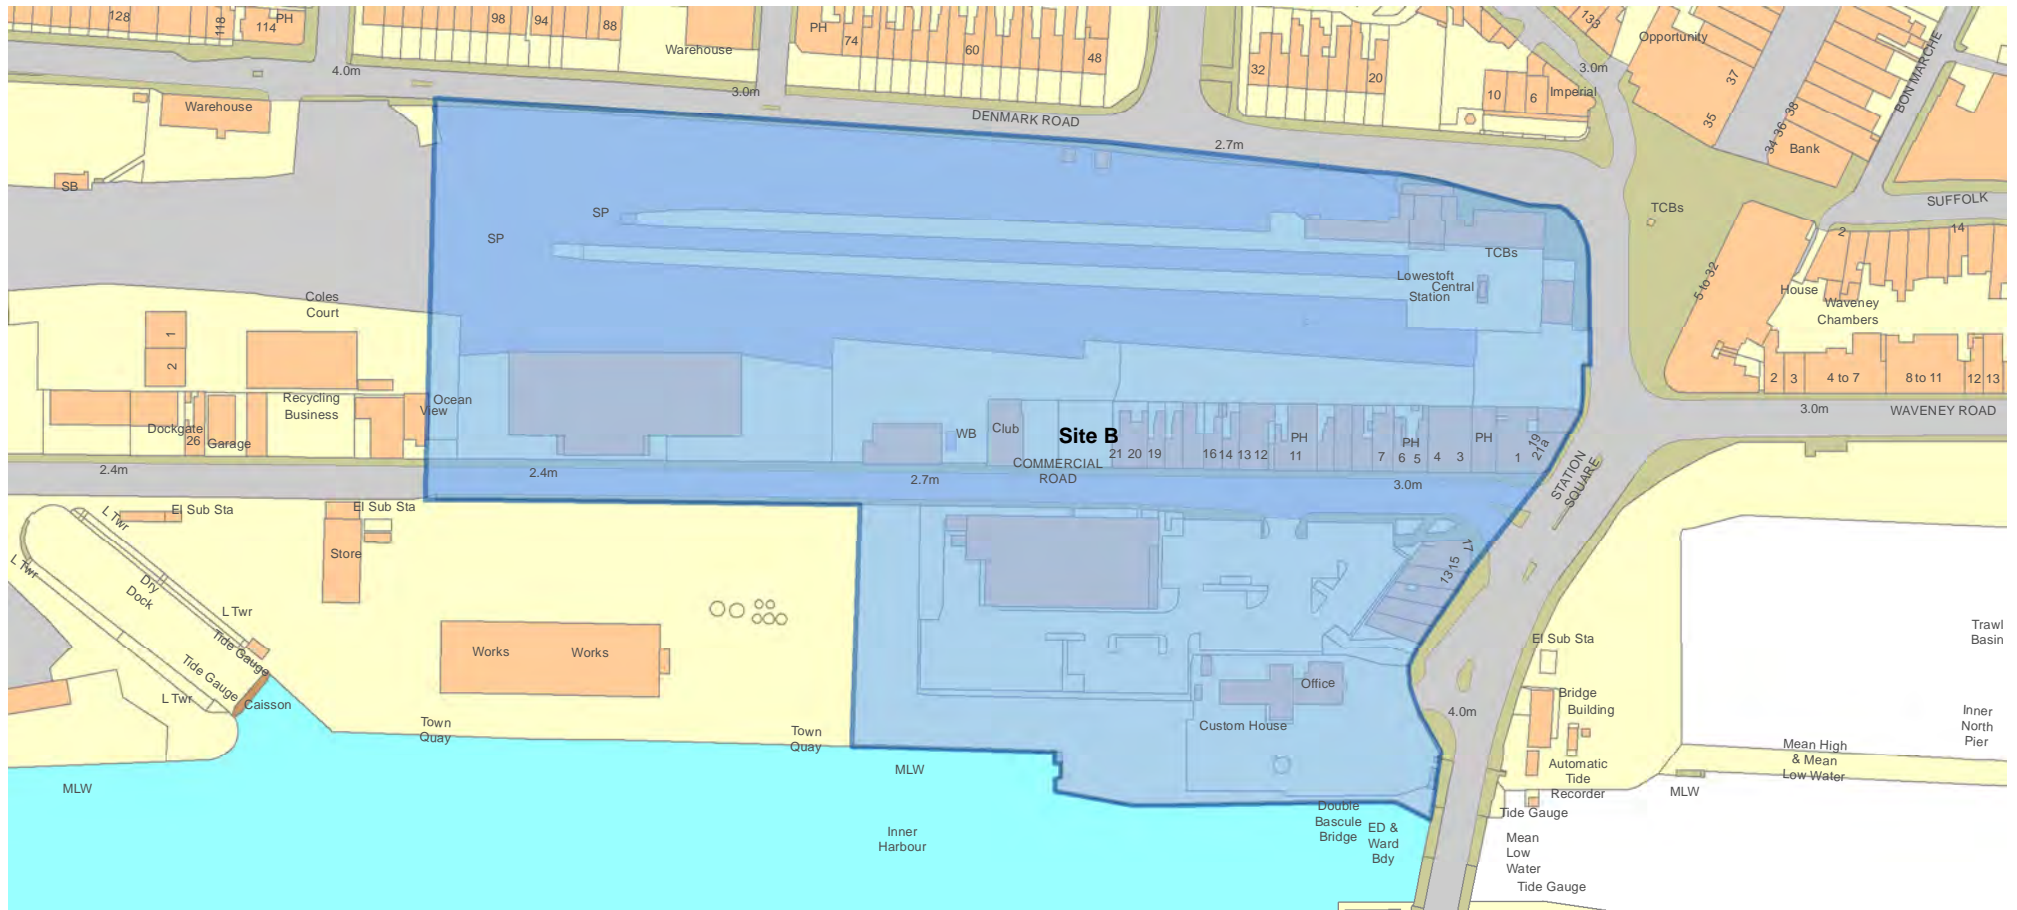 128
118
PH
114
98
94
88
Warehouse
PH
74
60
48
32
20
133
Opportunity
37
35
BON MARCHE
4.0m
3.0m
3.0m
10
6
Imperial
34 36 38
Bank
Warehouse
DENMARK ROAD
2.7m
SB
SP
SP
TCBs
SUFFOLK
TCBs
Lowestoft
Central
Station
5 to 32
2
14
House
Waveney
Chambers
Coles
Court
1
2
Recycling
Business
Ocean
View
Dockgate
26
Garage
WB
Club
Site B
COMMERCIAL
ROAD
21
20
19
16
14
13
12
PH
11
7
PH
6
5
4
3
PH
1
19
21a
2
3
4 to 7
8 to 11
12
13
3.0m
WAVENEY ROAD
STATION
SQUARE
2.4m
2.4m
2.7m
3.0m
El Sub Sta
El Sub Sta
L Twr
L Twr
Store
Dry
Dock
L Twr
Tide Gauge
Tide Gauge
L Twr
Caisson
Works
Works
Town
Quay
Town
Quay
17
15
13
Office
Custom House
4.0m
El Sub Sta
Bridge
Building
Automatic
Tide
Recorder
Tide Gauge
Trawl
Basin
Inner
North
Pier
Mean High
& Mean
Low Water
MLW
MLW
MLW
Inner
Harbour
Double
Bascule
Bridge
ED &
Ward
Bdy
Mean
Low
Water
Tide Gauge